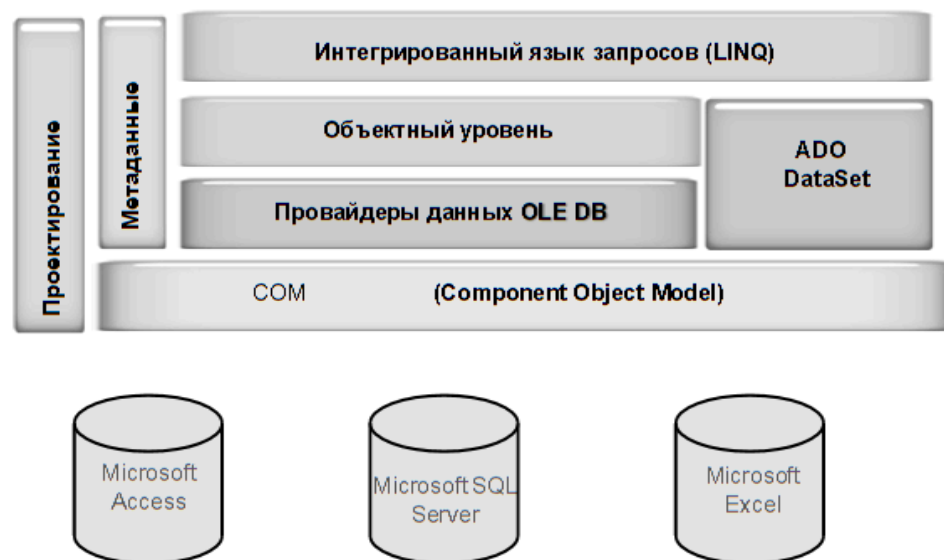 Проектирование
Метаданные
Интегрированный язык запросов (LINQ)
Объектный уровень
ADO
DataSet
Провайдеры данных OLE DB
COM (Component Object Model)
Microsoft
Access
Microsoft SQL
Server
Microsoft
Excel